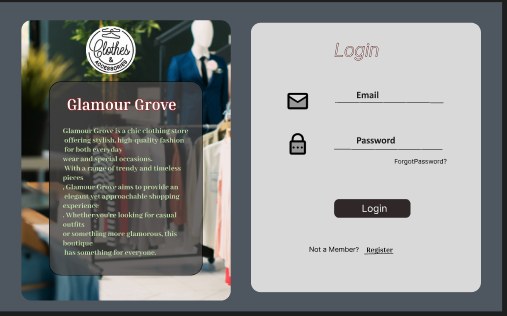 Clothes
&
ACCESSORIES
Glamour Grove
Glamour Grove is a chic clothing store
offering stylish, high-quality fashion
for both everyday
wear and special occasions.
With a range of trendy and timeless
pieces
, Glamour Grove aims to provide an
elegant yet approachable shopping
experience
. Whether you're looking for casual
outfits
or something more glamorous, this
boutique
has something for everyone.
Login
Email
Password
ForgotPassword?
Login
Not a Member? Register